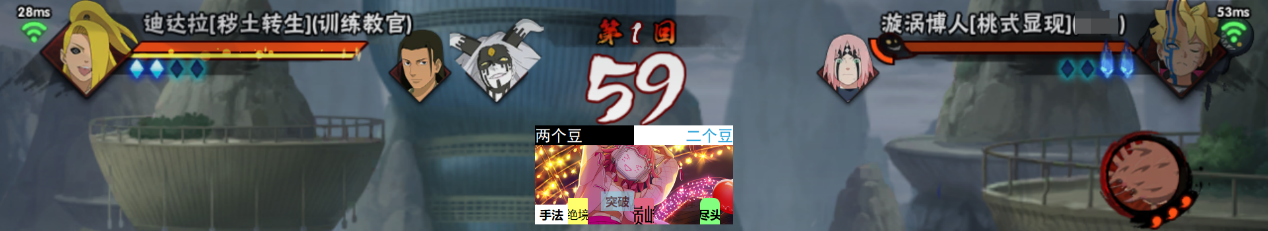 28ms
迪达拉[秽土转生](训练教官)
第1回
59
漩涡博人[桃式显现](
)
53ms
两个豆
二个豆
手法
绝境
突破
尽头